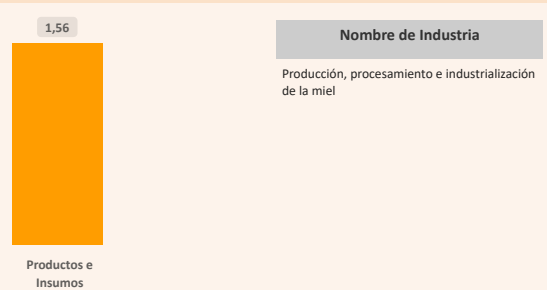 1,56
Productos e
Insumos
Nombre de Industria
Producción, procesamiento e industrialización
de la miel